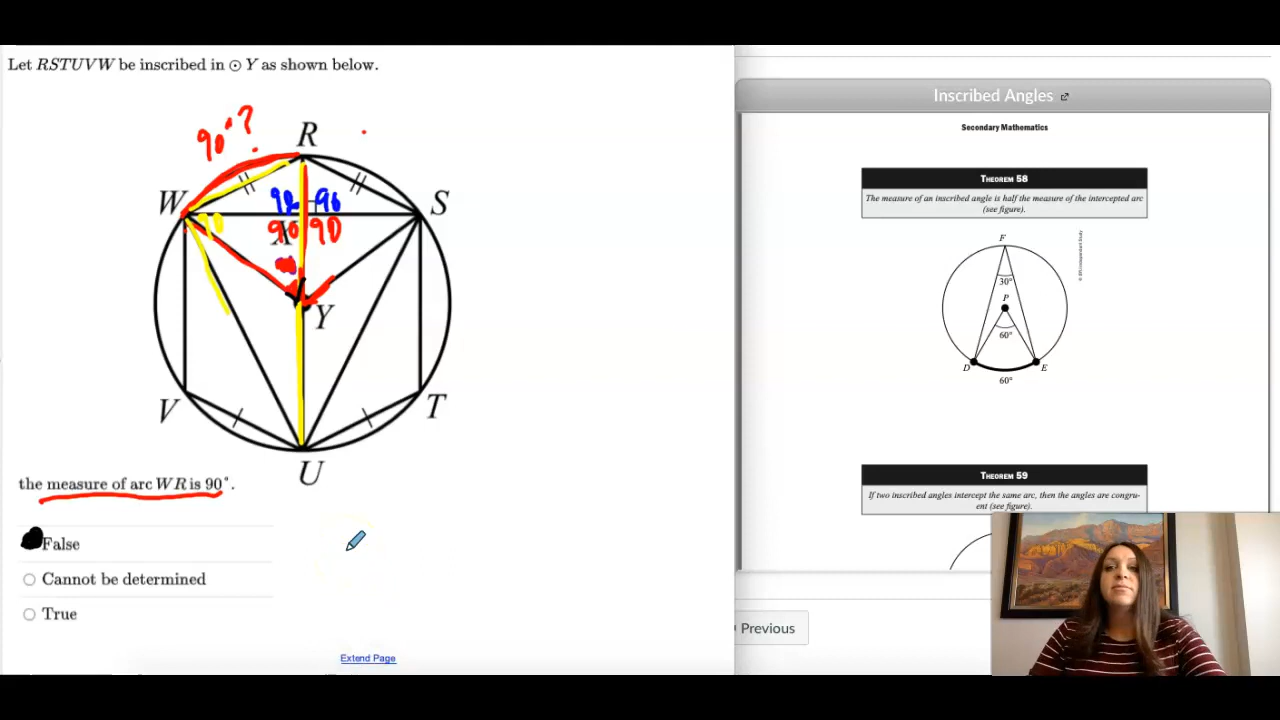 Let RSTUVW be inscribed in ⊙ Y as shown below.
90°?
R
W
S
90
90
90
90
X
Y
V
T
U
the measure of arc WR is 90°.
False
Cannot be determined
True
Extend Page
Inscribed Angles
Secondary Mathematics
THEOREM 58
The measure of an inscribed angle is half the measure of the intercepted arc
(see figure).
F
30°
P
60°
D
E
60°
THEOREM 59
If two inscribed angles intercept the same arc, then the angles are congru-
ent (see figure).
Previous